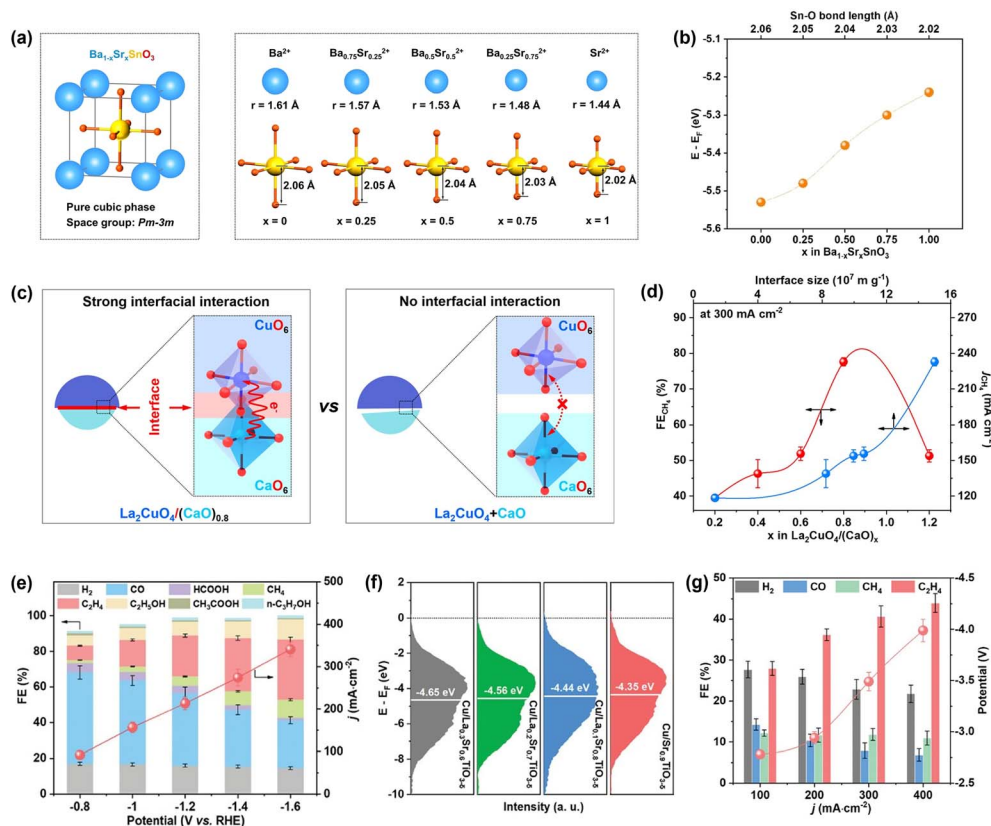 (a)
Ba1-xSrxSnO3
Pure cubic phase
Space group: Pm-3m
Ba2+ Ba0.75Sr0.252+ Ba0.5Sr0.52+ Ba0.25Sr0.752+ Sr2+
r = 1.61 Å r = 1.57 Å r = 1.53 Å r = 1.48 Å r = 1.44 Å
2.06 Å 2.05 Å 2.04 Å 2.03 Å 2.02 Å
x = 0 x = 0.25 x = 0.5 x = 0.75 x = 1
(b)
Sn-O bond length (Å)
2.06 2.05 2.04 2.03 2.02
E - EF (eV)
-5.1
-5.2
-5.3
-5.4
-5.5
-5.6
0.00 0.25 0.50 0.75 1.00
x in Ba1-xSrxSnO3
(c)
Strong interfacial interaction
CuO6
Interface
e-
CaO6
La2CuO4/(CaO)0.8
vs
No interfacial interaction
CuO6
CaO6
La2CuO4+CaO
(d)
Interface size (10^7 m g-1)
0 2 4 6 8 10 12 14 16
at 300 mA cm-2
FECH4 (%)
90
80
70
60
50
40
270
240
210
180
150
120
jCH4 (mA cm-2)
0.2 0.4 0.6 0.8 1.0 1.2
x in La2CuO4/(CaO)x
(e)
H2 CO HCOOH CH4
C2H4 C2H5OH CH3COOH n-C3H7OH
FE (%)
100
80
60
40
20
0
500
400
300
200
100
0
j (mA·cm-2)
-0.8 -1 -1.2 -1.4 -1.6
Potential (V vs. RHE)
(f)
E - EF (eV)
2
0
-2
-4
-6
-8
-10
-4.65 eV
-4.56 eV
-4.44 eV
-4.35 eV
Cu/La0.2Sr0.7TiO3-δ
Cu/La0.1Sr0.8TiO3-δ
Cu/Sr0.9TiO3-δ
Intensity (a. u.)
(g)
H2 CO CH4 C2H4
FE (%)
50
40
30
20
10
0
-4.5
-4.0
-3.5
-3.0
-2.5
Potential (V)
100 200 300 400
j (mA·cm-2)